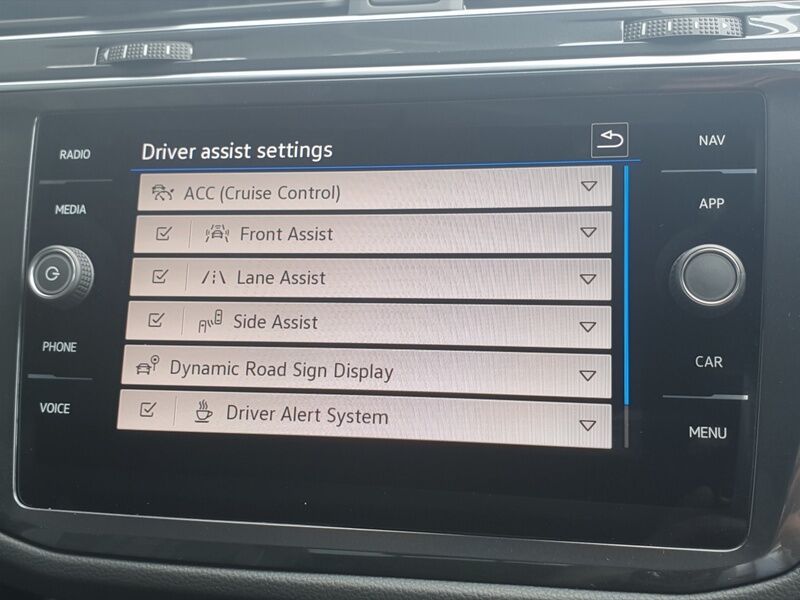 RADIO
MEDIA
PHONE
VOICE
Driver assist settings
ACC (Cruise Control)
Front Assist
Lane Assist
Side Assist
Dynamic Road Sign Display
Driver Alert System
NAV
APP
CAR
MENU